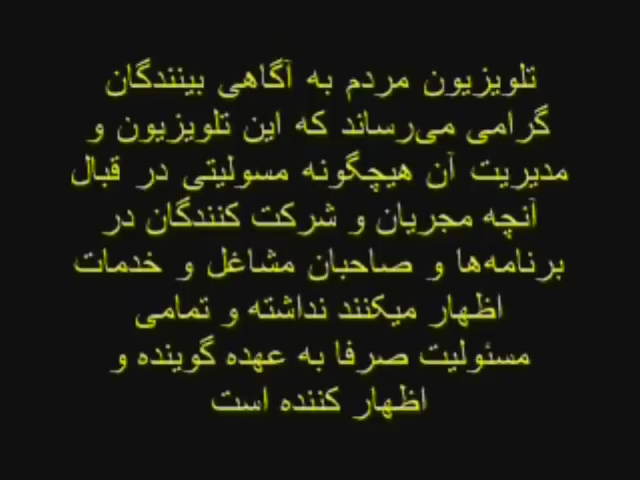 تلویزیون مردم به آگاهی بینندگان
گرامی می‌رساند که این تلویزیون و
مدیریت آن هیچگونه مسولیتی در قبال
آنچه مجریان و شرکت کنندگان در
برنامه‌ها و صاحبان مشاغل و خدمات
اظهار میکنند نداشته و تمامی
مسئولیت صرفا به عهده گوینده و
اظهار کننده است